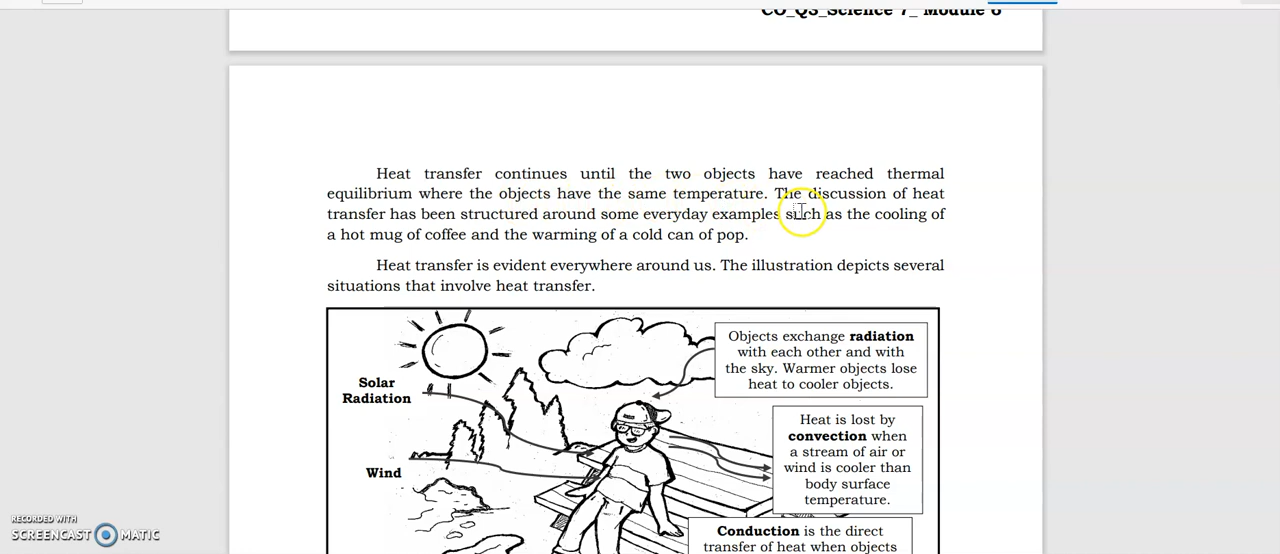 CO_Q3_Science 7_ Module 6
Heat transfer continues until the two objects have reached thermal
equilibrium where the objects have the same temperature. The discussion of heat
transfer has been structured around some everyday examples such as the cooling of
a hot mug of coffee and the warming of a cold can of pop.
Heat transfer is evident everywhere around us. The illustration depicts several
situations that involve heat transfer.
Objects exchange radiation
with each other and with
the sky. Warmer objects lose
heat to cooler objects.
Solar
Radiation
Heat is lost by
convection when
a stream of air or
wind is cooler than
body surface
temperature.
Wind
Conduction is the direct
transfer of heat when objects
RECORDED WITH
SCREENCAST MATIC